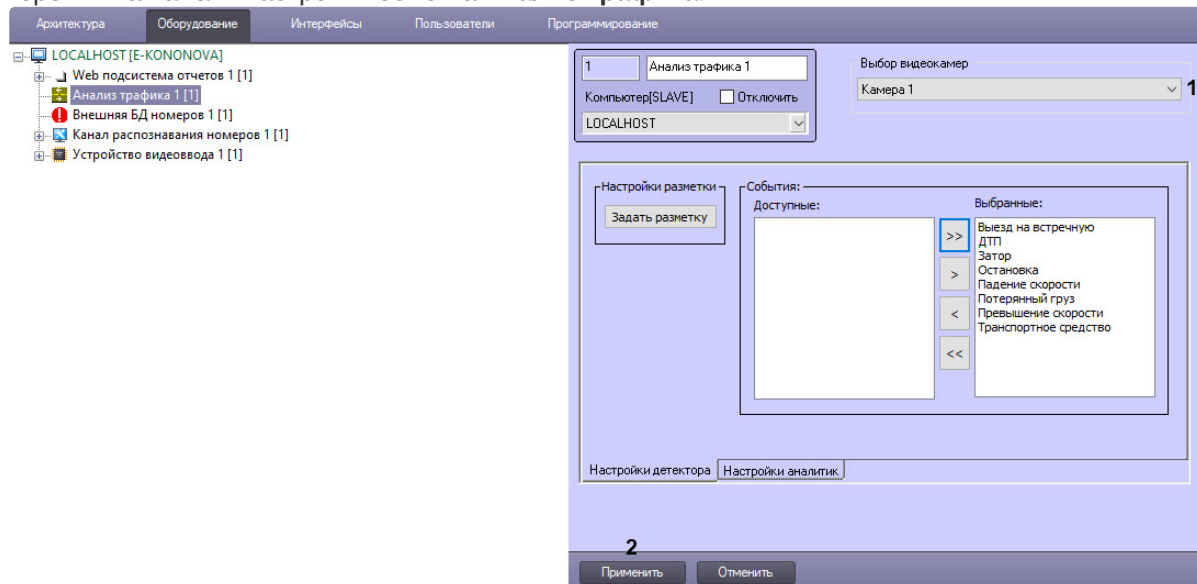 Архитектура Оборудование Интерфейсы Пользователи Программирование
LOCALHOST [E-KONONOVA]
Web подсистема отчетов 1 [1]
Анализ трафика 1 [1]
Внешняя БД номеров 1 [1]
Канал распознавания номеров 1 [1]
Устройство видеоввода 1 [1]
1 Анализ трафика 1
Компьютер[SLAVE] Отключить
LOCALHOST
Выбор видеокамер
Камера 1
1
Настройки разметки
Задать разметку
События:
Доступные:
>>
>
<
<<
Выбранные:
Выезд на встречную
ДТП
Затор
Остановка
Падение скорости
Потерянный груз
Превышение скорости
Транспортное средство
Настройки детектора Настройки аналитик
2
Применить Отменить